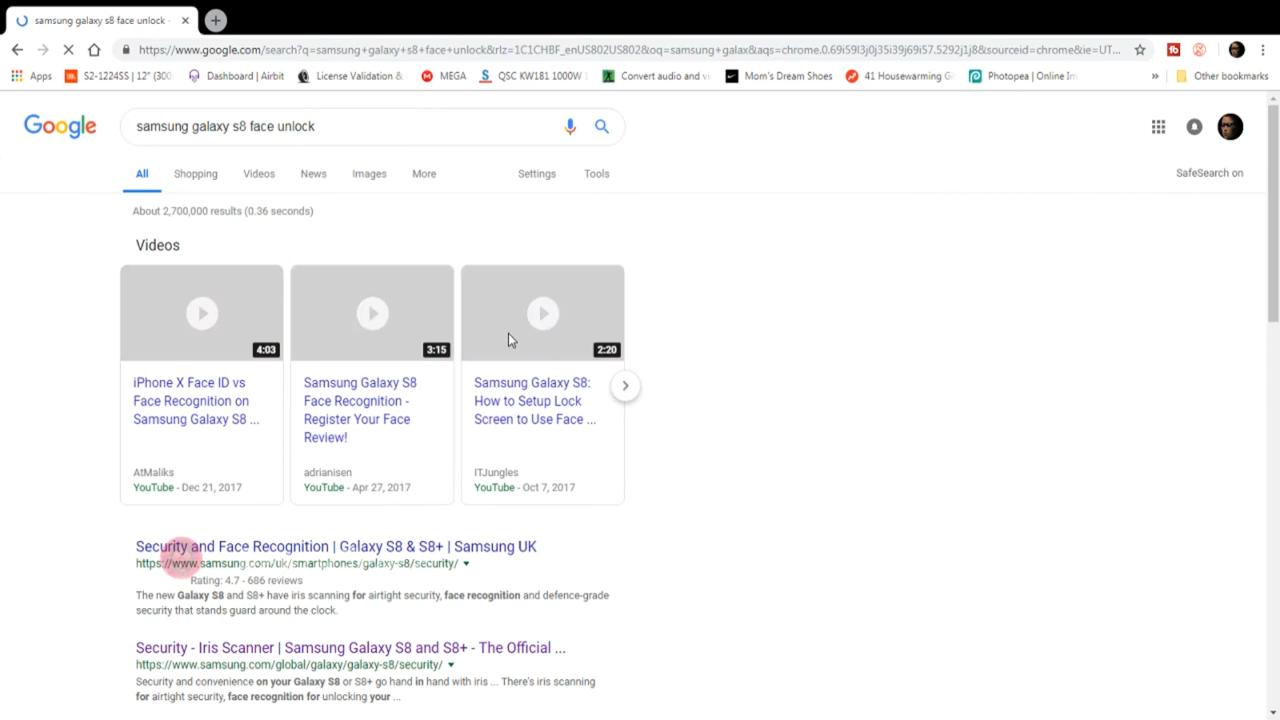 samsung galaxy s8 face unlock -
https://www.google.com/search?q=samsung+galaxy+s8+face+unlock&rlz=1C1CHBF_enUS802US802&oq=samsung+galax&aqs=chrome.0.69i59l3j0j35i39j69i57.5292j1j8&sourceid=chrome&ie=UT...
Apps JBL S2-1224SS | 12" (300 Dashboard | Airbit License Validation & MEGA QSC KW181 1000W Convert audio and vi Mom's Dream Shoes 41 Housewarming G Photopea | Online Im » Other bookmarks
Google samsung galaxy s8 face unlock
All Shopping Videos News Images More Settings Tools SafeSearch on
About 2,700,000 results (0.36 seconds)
Videos
4:03 3:15 2:20
iPhone X Face ID vs
Face Recognition on
Samsung Galaxy S8 ...
AtMaliks
YouTube - Dec 21, 2017
Samsung Galaxy S8
Face Recognition -
Register Your Face
Review!
adrianisen
YouTube - Apr 27, 2017
Samsung Galaxy S8:
How to Setup Lock
Screen to Use Face ...
ITJungles
YouTube - Oct 7, 2017
Security and Face Recognition | Galaxy S8 & S8+ | Samsung UK
https://www.samsung.com/uk/smartphones/galaxy-s8/security/
Rating: 4.7 - 686 reviews
The new Galaxy S8 and S8+ have iris scanning for airtight security, face recognition and defence-grade
security that stands guard around the clock.
Security - Iris Scanner | Samsung Galaxy S8 and S8+ - The Official ...
https://www.samsung.com/global/galaxy/galaxy-s8/security/
Security and convenience on your Galaxy S8 or S8+ go hand in hand with iris ... There's iris scanning
for airtight security, face recognition for unlocking your ...